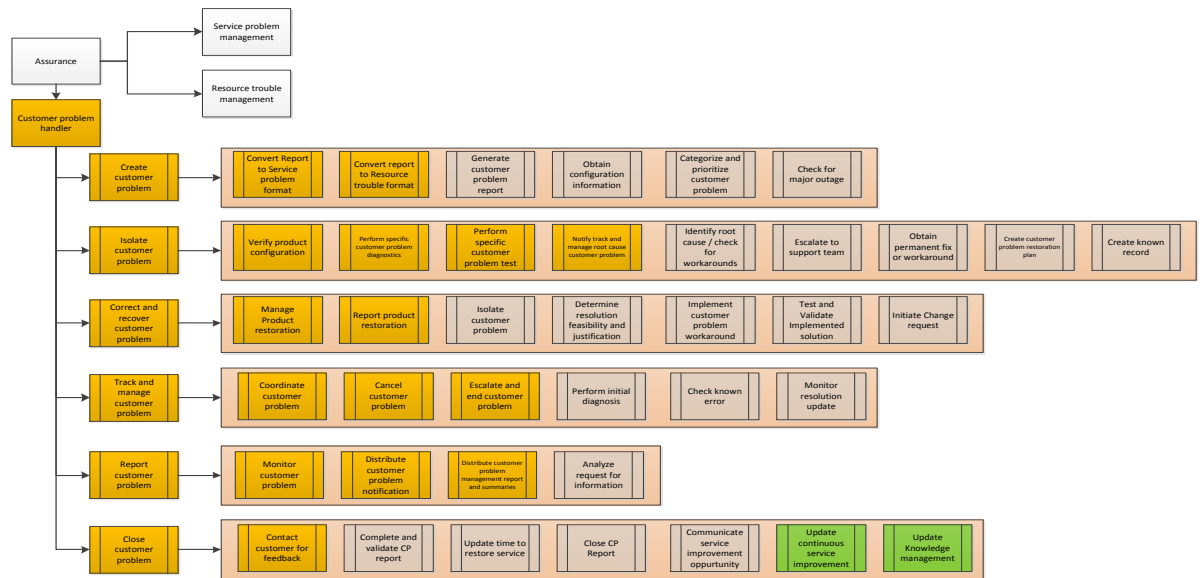 Service problem
management
Assurance
Resource trouble
management
Customer problem
handler
Create
customer
problem
Convert Report
to Service
problem
format
Convert report
to Resource
trouble format
Generate
customer
problem
report
Obtain
configuration
information
Categorize and
prioritize
customer
problem
Check for
major outage
Isolate
customer
problem
Verify product
configuration
Perform specific
customer problem
diagnostics
Perform
specific
customer
problem test
Notify track and
manage root cause
customer problem
Identify root
cause / check
for
workarounds
Escalate to
support team
Obtain
permanent fix
or workaround
Create customer
problem restoration
plan
Create known
record
Correct and
recover
customer
problem
Manage
Product
restoration
Report product
restoration
Isolate
customer
problem
Determine
resolution
feasibility and
justification
Implement
customer
problem
workaround
Test and
Validate
Implemented
solution
Initiate Change
request
Track and
manage
customer
problem
Coordinate
customer
problem
Cancel
customer
problem
Escalate and
end customer
problem
Perform initial
diagnosis
Check known
error
Monitor
resolution
update
Report
customer
problem
Monitor
customer
problem
Distribute
customer
problem
notification
Distribute customer
problem
management report
and summaries
Analyze
request for
information
Close
customer
problem
Contact
customer for
feedback
Complete and
validate CP
report
Update time to
restore service
Close CP
Report
Communicate
service
improvement
oppurtunity
Update
continuous
service
improvement
Update
Knowledge
management